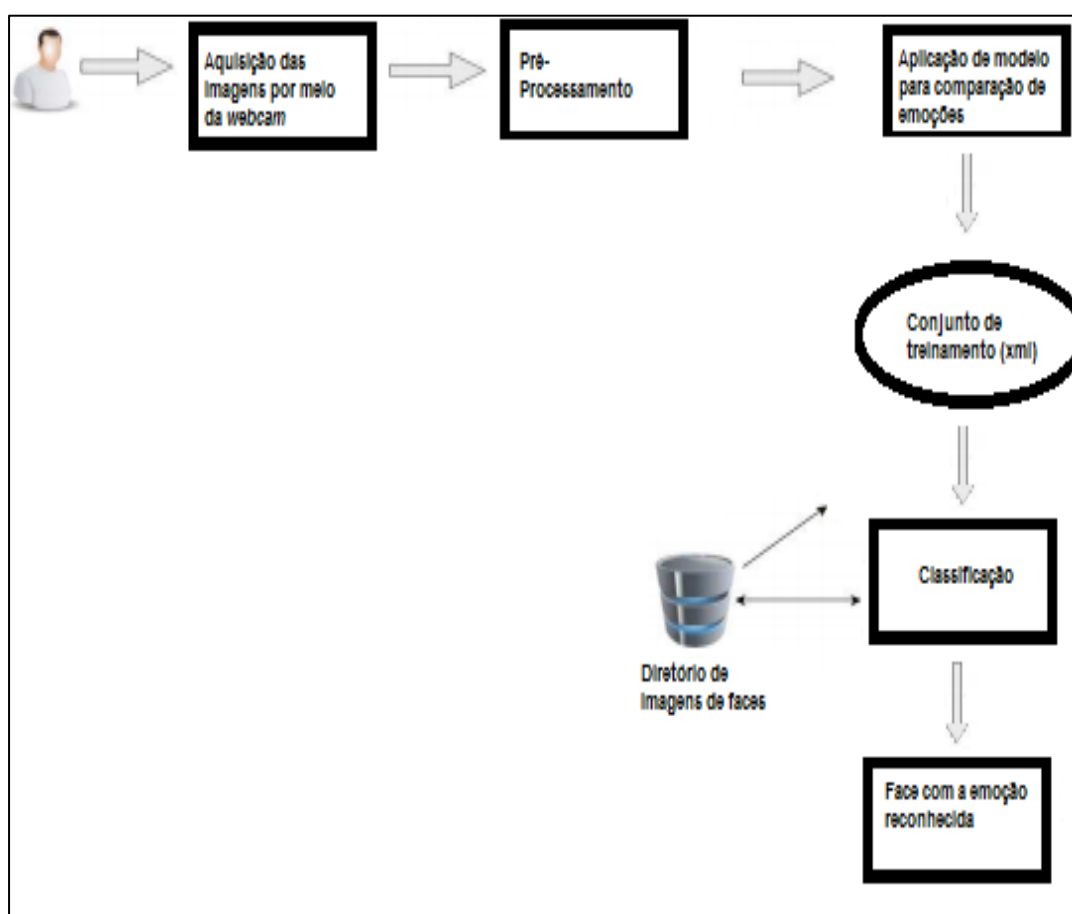 Aquisição das
Imagens por meio
da webcam
Pré-
Processamento
Aplicação de modelo
para comparação de
emoções
Conjunto de
treinamento (xml)
Classificação
Diretório de
Imagens de faces
Face com a emoção
reconhecida